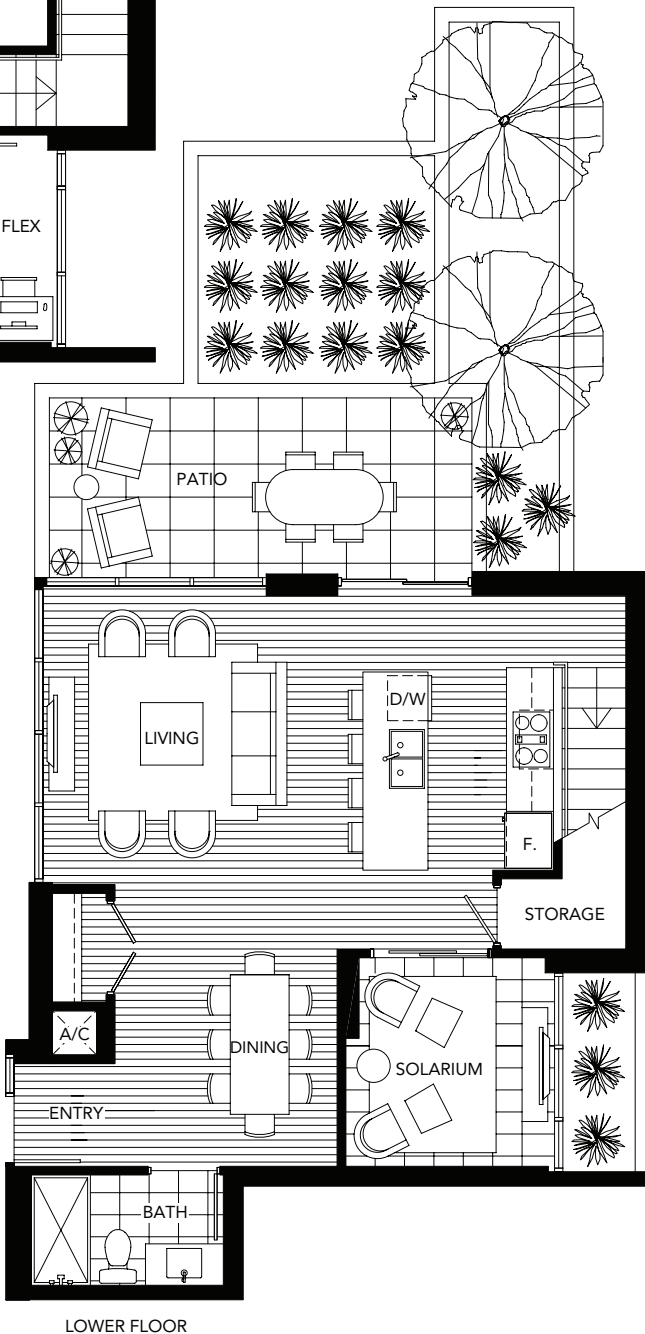 FLEX
PATIO
D/W
LIVING
F.
STORAGE
A/C
DINING
SOLARIUM
ENTRY
BATH
LOWER FLOOR